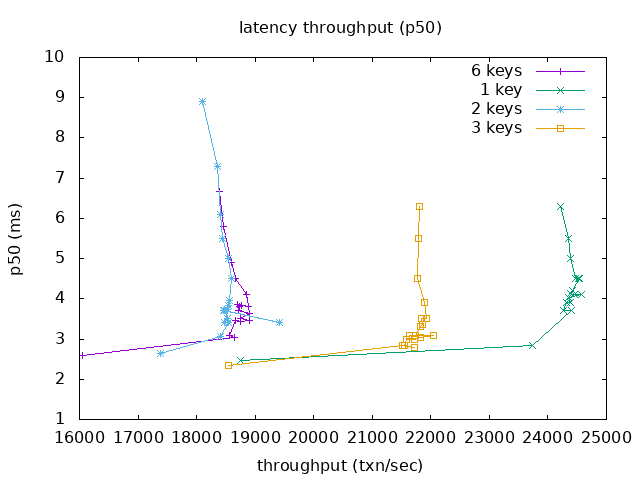 latency throughput (p50)
10
9
8
7
6
5
4
3
2
1
p50 (ms)
6 keys
1 key
2 keys
3 keys
16000 17000 18000 19000 20000 21000 22000 23000 24000 25000
throughput (txn/sec)